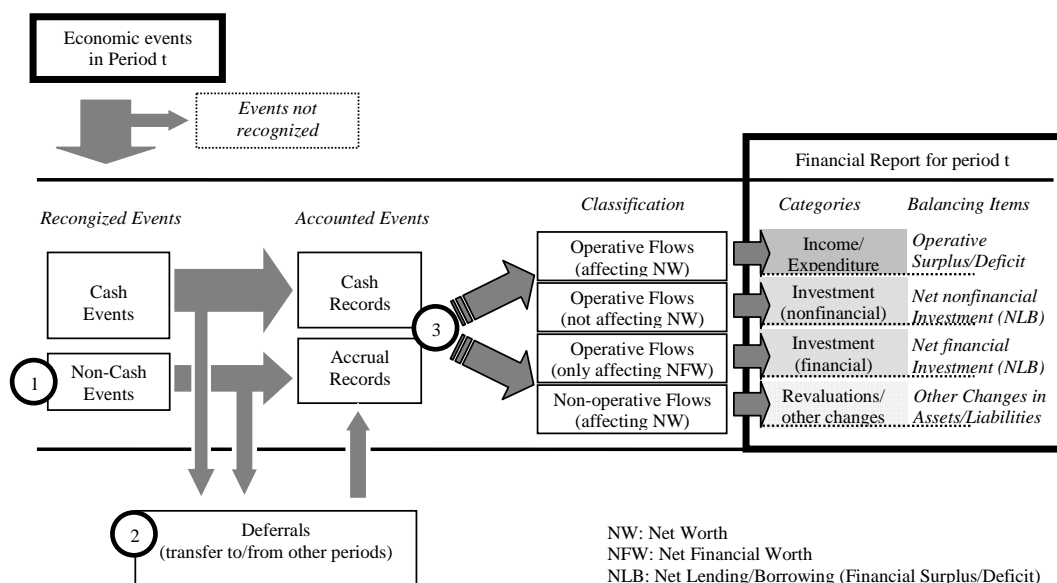 Economic events
in Period t
Events not
recognized
Financial Report for period t
Recongized Events
Accounted Events
Classification
Categories
Balancing Items
Cash
Events
Cash
Records
Operative Flows
(affecting NW)
Income/
Expenditure
Operative
Surplus/Deficit
Operative Flows
(not affecting NW)
Investment
(nonfinancial)
Net nonfinancial
Investment (NLB)
3
1
Non-Cash
Events
Accrual
Records
Operative Flows
(only affecting NFW)
Investment
(financial)
Net financial
Investment (NLB)
Non-operative Flows
(affecting NW)
Revaluations/
other changes
Other Changes in
Assets/Liabilities
2
Deferrals
(transfer to/from other periods)
NW: Net Worth
NFW: Net Financial Worth
NLB: Net Lending/Borrowing (Financial Surplus/Deficit)